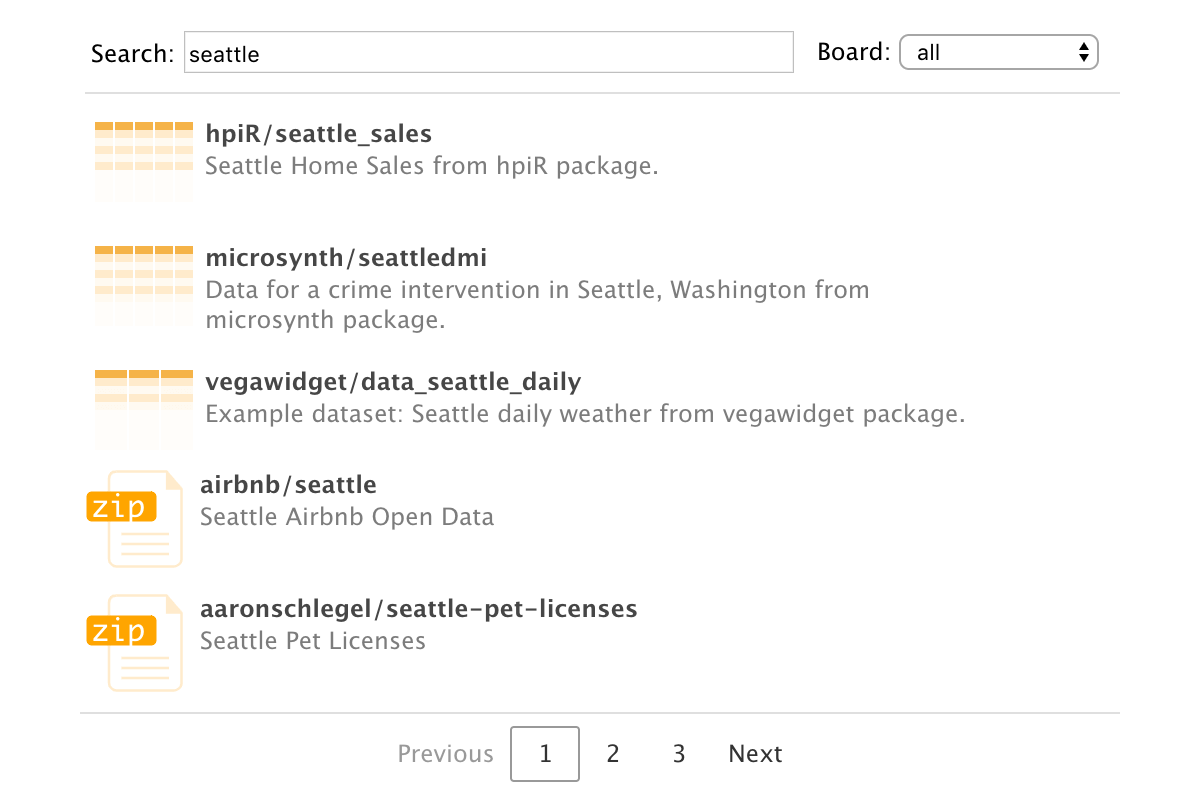 Search: seattle Board: all
hpiR/seattle_sales
Seattle Home Sales from hpiR package.
microsynth/seattledmi
Data for a crime intervention in Seattle, Washington from
microsynth package.
vegawidget/data_seattle_daily
Example dataset: Seattle daily weather from vegawidget package.
zip
airbnb/seattle
Seattle Airbnb Open Data
zip
aaronschlegel/seattle-pet-licenses
Seattle Pet Licenses
Previous 1 2 3 Next